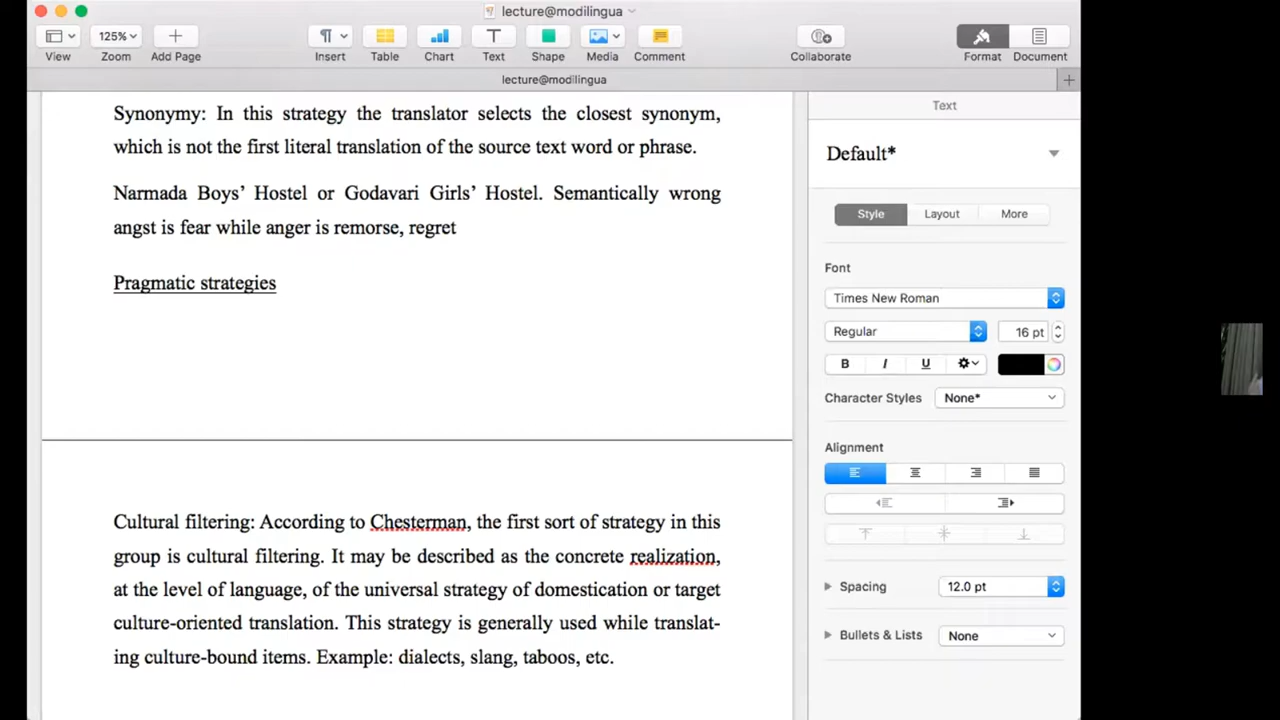 lecture@modilingua
View
125%
Zoom
Add Page
Insert
Table
Chart
Text
Shape
Media
Comment
Collaborate
Format
Document
lecture@modilingua
Synonymy: In this strategy the translator selects the closest synonym,
which is not the first literal translation of the source text word or phrase.
Narmada Boys’ Hostel or Godavari Girls’ Hostel. Semantically wrong
angst is fear while anger is remorse, regret
Pragmatic strategies
Cultural filtering: According to Chesterman, the first sort of strategy in this
group is cultural filtering. It may be described as the concrete realization,
at the level of language, of the universal strategy of domestication or target
culture-oriented translation. This strategy is generally used while translat-
ing culture-bound items. Example: dialects, slang, taboos, etc.
Text
Default*
Style
Layout
More
Font
Times New Roman
Regular
16 pt
B I U
Character Styles
None*
Alignment
Spacing
12.0 pt
Bullets & Lists
None